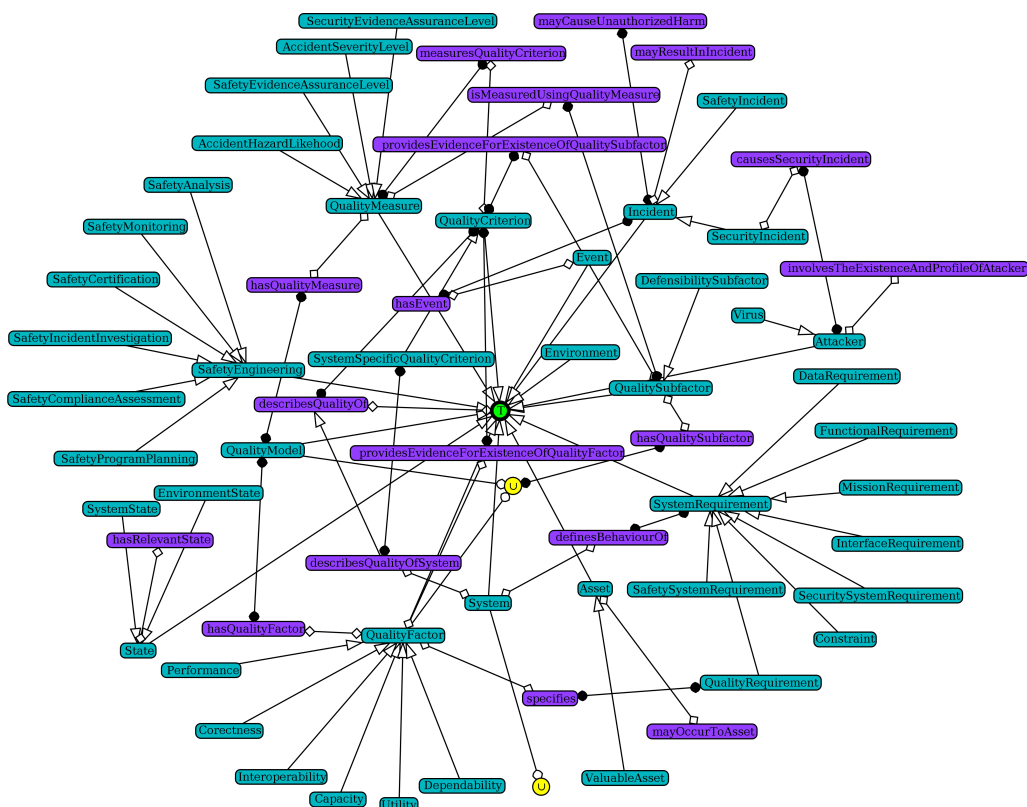 SecurityEvidenceAssuranceLevel
mayCauseUnauthorizedHarm
AccidentSeverityLevel
measuresQualityCriterion
mayResultInIncident
SafetyEvidenceAssuranceLevel
isMeasuredUsingQualityMeasure
SafetyIncident
AccidentHazardLikehood
providesEvidenceForExistenceOfQualitySubfactor
causesSecurityIncident
SafetyAnalysis
QualityMeasure
QualityCriterion
Incident
SafetyMonitoring
SecurityIncident
Event
involvesTheExistenceAndProfileOfAtacker
SafetyCertification
hasQualityMeasure
DefensibilitySubfactor
hasEvent
Virus
SafetyIncidentInvestigation
Attacker
SystemSpecificQualityCriterion
Environment
SafetyEngineering
DataRequirement
QualitySubfactor
SafetyComplianceAssessment
describesQualityOf
T
FunctionalRequirement
hasQualitySubfactor
QualityModel
providesEvidenceForExistenceOfQualityFactor
SafetyProgramPlanning
∪
MissionRequirement
EnvironmentState
SystemState
SystemRequirement
hasRelevantState
definesBehaviourOf
InterfaceRequirement
describesQualityOfSystem
Asset
SafetySystemRequirement
SecuritySystemRequirement
System
hasQualityFactor
QualityFactor
Constraint
State
Performance
QualityRequirement
specifies
Corectness
mayOccurToAsset
Interoperability
ValuableAsset
Dependability
∪
Capacity
Utility